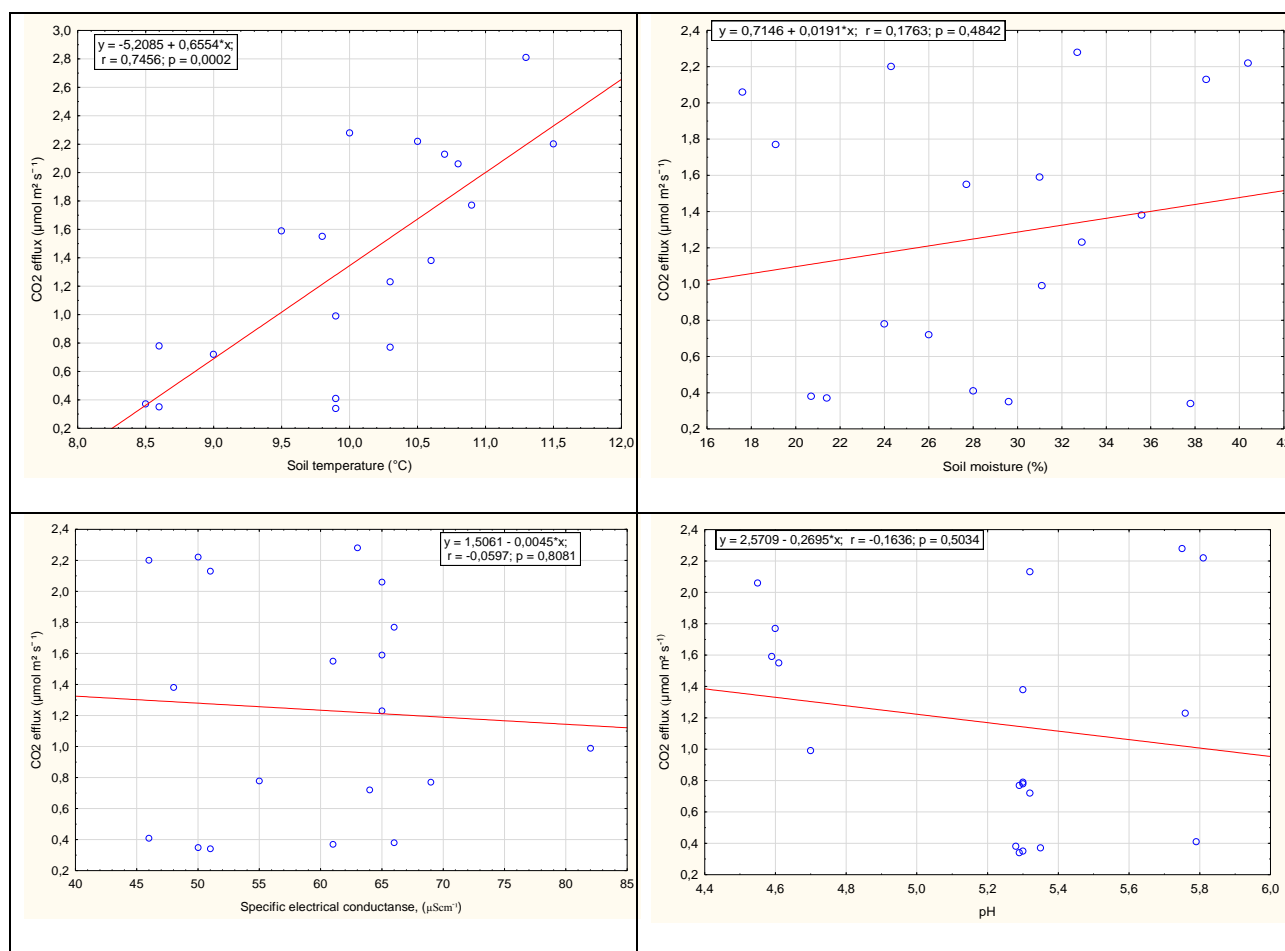 y = -5,2085 + 0,6554*x;
r = 0,7456; p = 0,0002
3,0
2,8
2,6
2,4
2,2
2,0
1,8
1,6
1,4
1,2
1,0
0,8
0,6
0,4
0,2
CO2 efflux (µmol m² s⁻¹)
8,0 8,5 9,0 9,5 10,0 10,5 11,0 11,5 12,0
Soil temperature (°C)
y = 0,7146 + 0,0191*x; r = 0,1763; p = 0,4842
2,4
2,2
2,0
1,8
1,6
1,4
1,2
1,0
0,8
0,6
0,4
0,2
CO2 efflux (µmol m² s⁻¹)
16 18 20 22 24 26 28 30 32 34 36 38 40 42
Soil moisture (%)
y = 1,5061 - 0,0045*x;
r = -0,0597; p = 0,8081
2,4
2,2
2,0
1,8
1,6
1,4
1,2
1,0
0,8
0,6
0,4
0,2
CO2 efflux (µmol m² s⁻¹)
40 45 50 55 60 65 70 75 80 85
Specific electrical conductanse, (µScm⁻¹)
y = 2,5709 - 0,2695*x; r = -0,1636; p = 0,5034
2,4
2,2
2,0
1,8
1,6
1,4
1,2
1,0
0,8
0,6
0,4
0,2
CO2 efflux (µmol m² s⁻¹)
4,4 4,6 4,8 5,0 5,2 5,4 5,6 5,8 6,0
pH